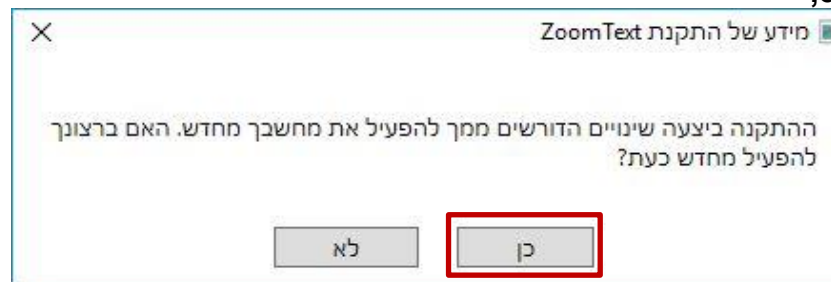 מידע של התקנת ZoomText
ההתקנה ביצעה שינויים הדורשים ממך להפעיל את מחשבך מחדש. האם ברצונך
להפעיל מחדש כעת?
כן
לא